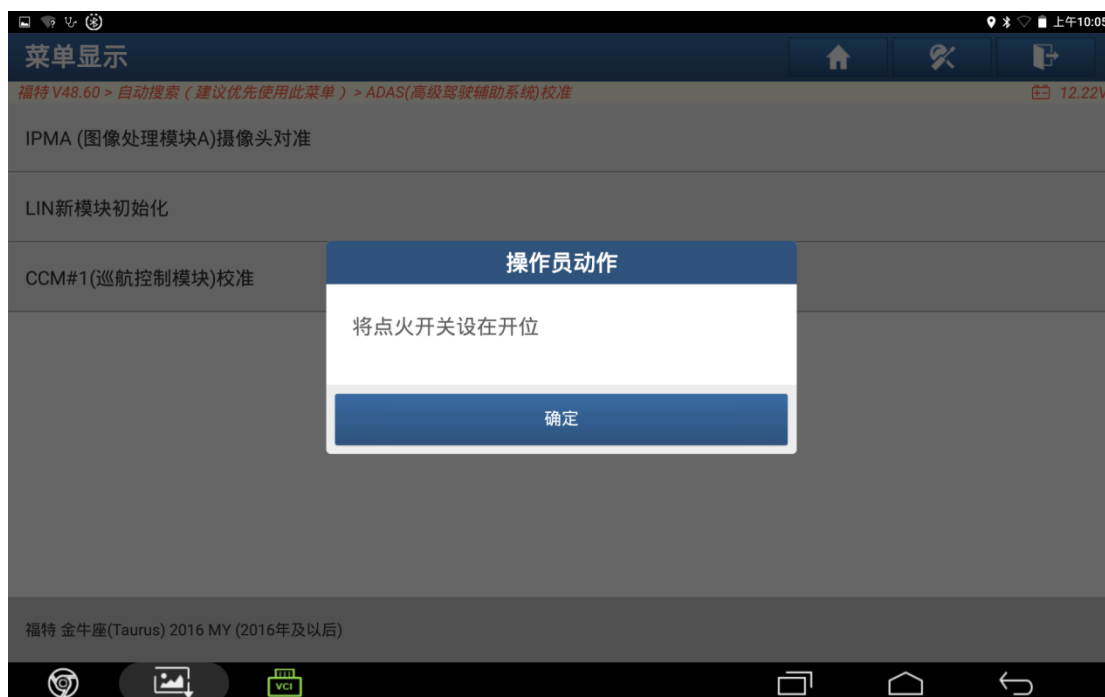 上午10:05
菜单显示
福特 V48.60 > 自动搜索（建议优先使用此菜单）> ADAS(高级驾驶辅助系统)校准
12.22V
IPMA (图像处理模块A)摄像头对准
LIN新模块初始化
CCM#1(巡航控制模块)校准
操作员动作
将点火开关设在开位
确定
福特 金牛座(Taurus) 2016 MY (2016年及以后)
VCI